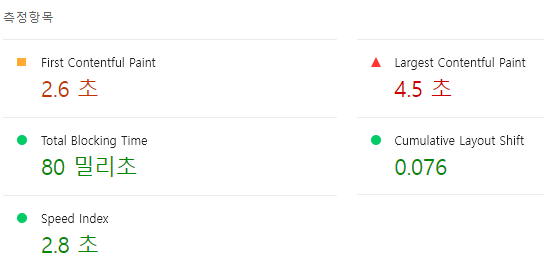 측정항목
First Contentful Paint
2.6 초
Largest Contentful Paint
4.5 초
Total Blocking Time
80 밀리초
Cumulative Layout Shift
0.076
Speed Index
2.8 초